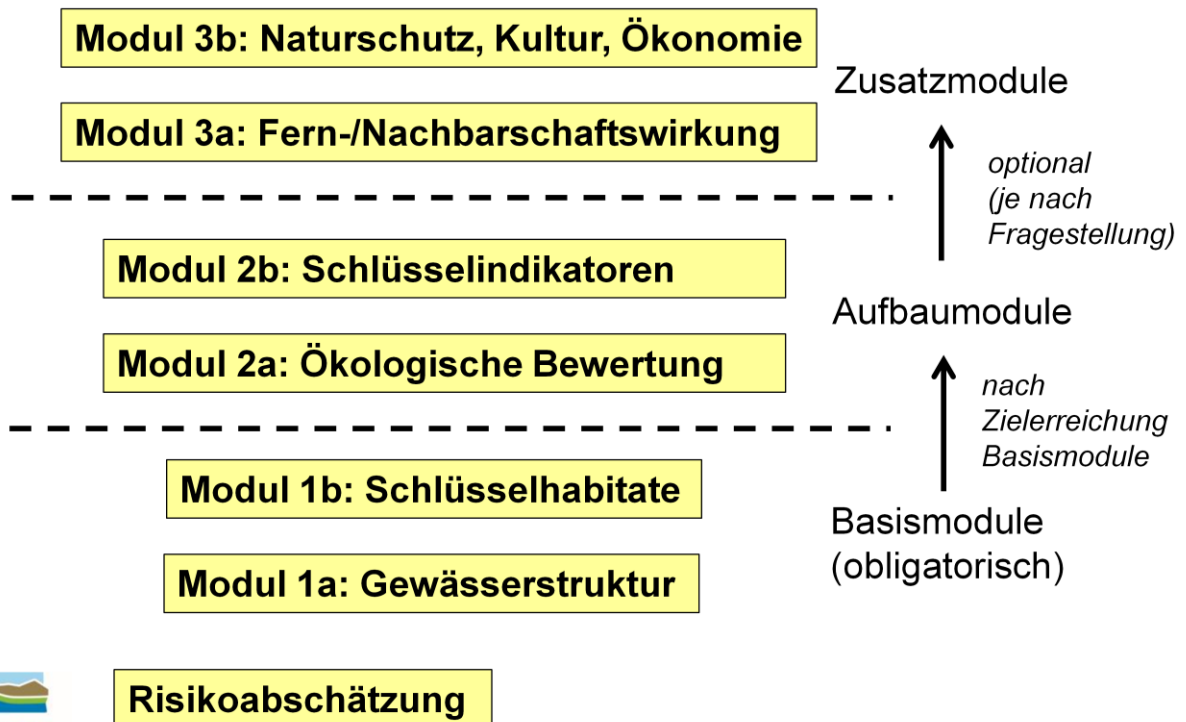 Modul 3b: Naturschutz, Kultur, Ökonomie
Zusatzmodule
Modul 3a: Fern-/Nachbarschaftswirkung
optional
(je nach
Fragestellung)
Modul 2b: Schlüsselindikatoren
Aufbaumodule
Modul 2a: Ökologische Bewertung
nach
Zielerreichung
Basismodule
Modul 1b: Schlüsselhabitate
Basismodule
(obligatorisch)
Modul 1a: Gewässerstruktur
Risikoabschätzung